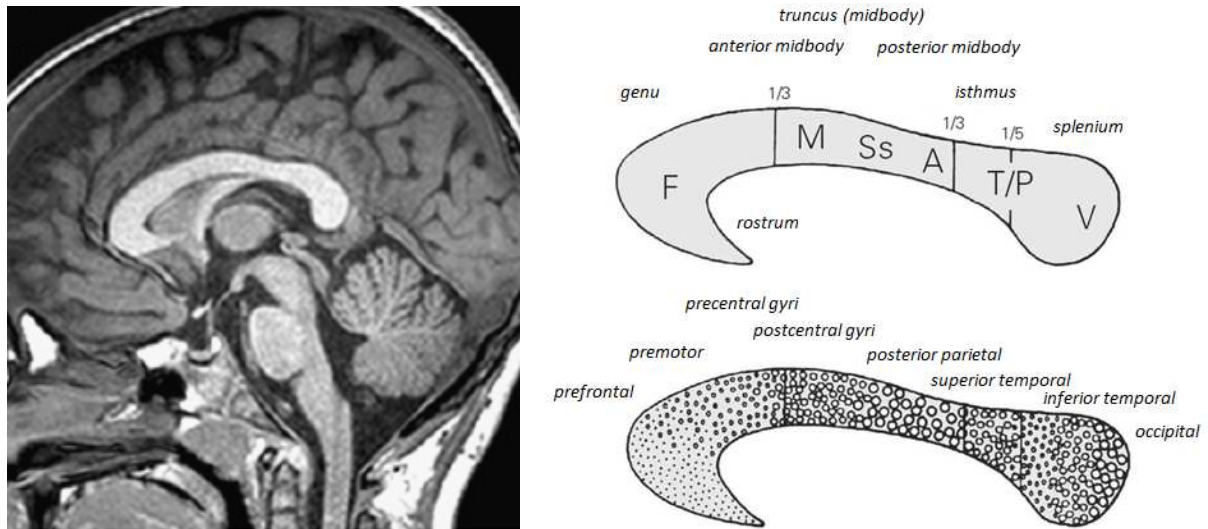 truncus (midbody)
anterior midbody posterior midbody
genu 1/3 isthmus
1/3 1/5 splenium
M Ss A
F T/P V
rostrum
precentral gyri
postcentral gyri
premotor posterior parietal
superior temporal
prefrontal inferior temporal
occipital